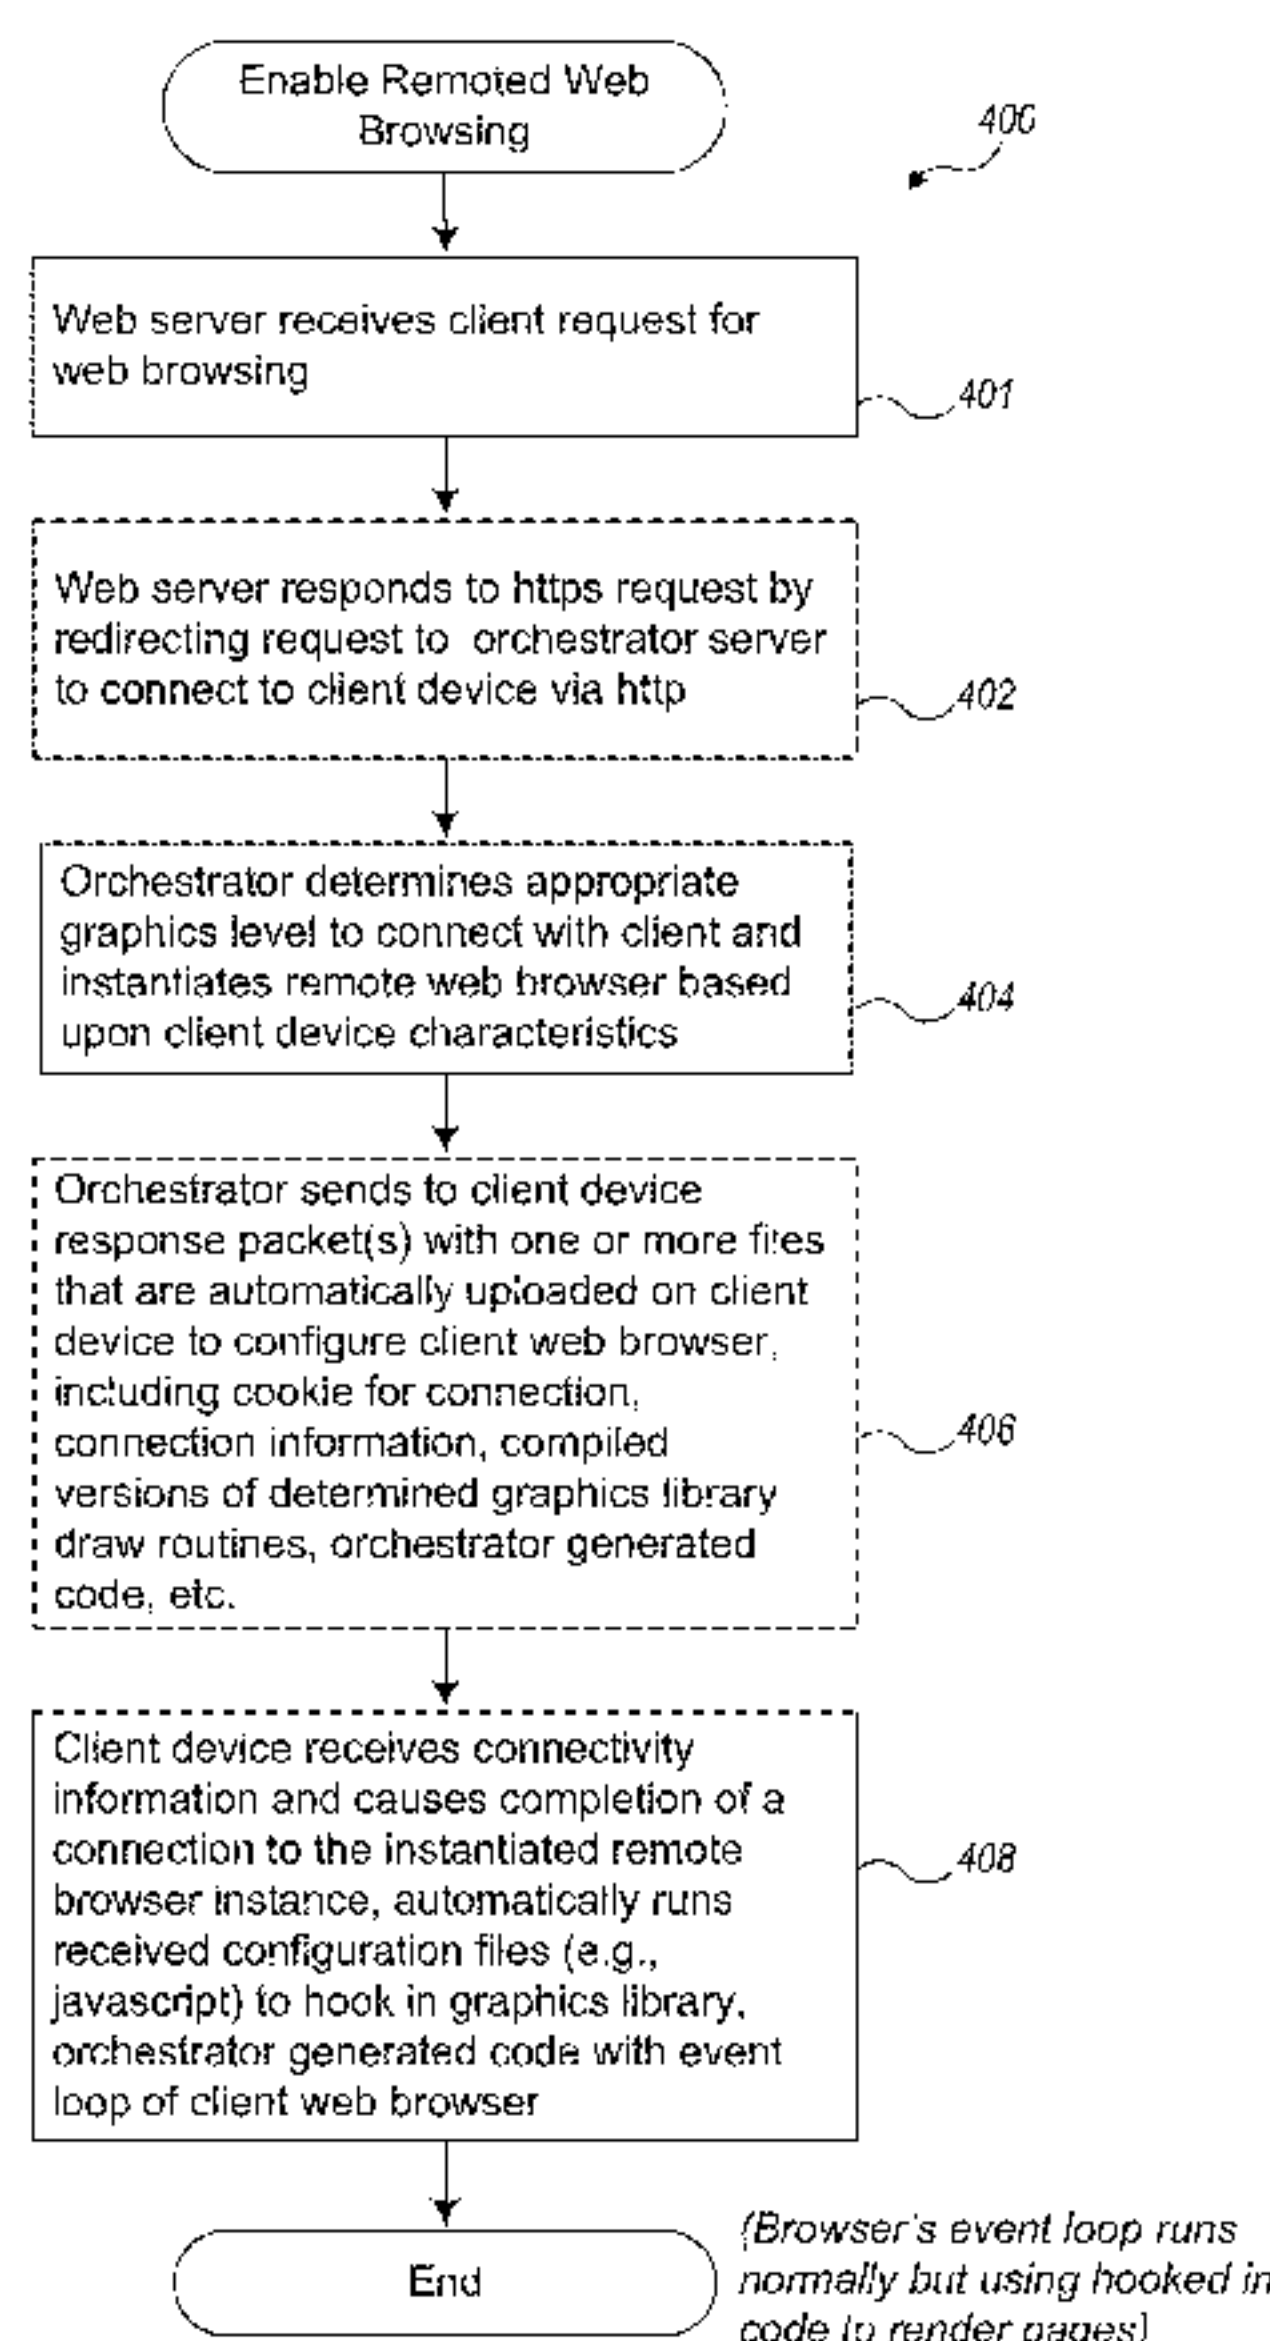 Enable Remoted Web
Browsing
400
Web server receives client request for
web browsing
401
Web server responds to https request by
redirecting request to orchestrator server
to connect to client device via http
402
Orchestrator determines appropriate
graphics level to connect with client and
instantiates remote web browser based
upon client device characteristics
404
Orchestrator sends to client device
response packet(s) with one or more files
that are automatically uploaded on client
device to configure client web browser,
including cookie for connection,
connection information, compiled
versions of determined graphics library
draw routines, orchestrator generated
code, etc.
406
Client device receives connectivity
information and causes completion of a
connection to the instantiated remote
browser instance, automatically runs
received configuration files (e.g.,
javascript) to hook in graphics library,
orchestrator generated code with event
loop of client web browser
408
End
(Browser's event loop runs
normally but using hooked in
code to render pages)